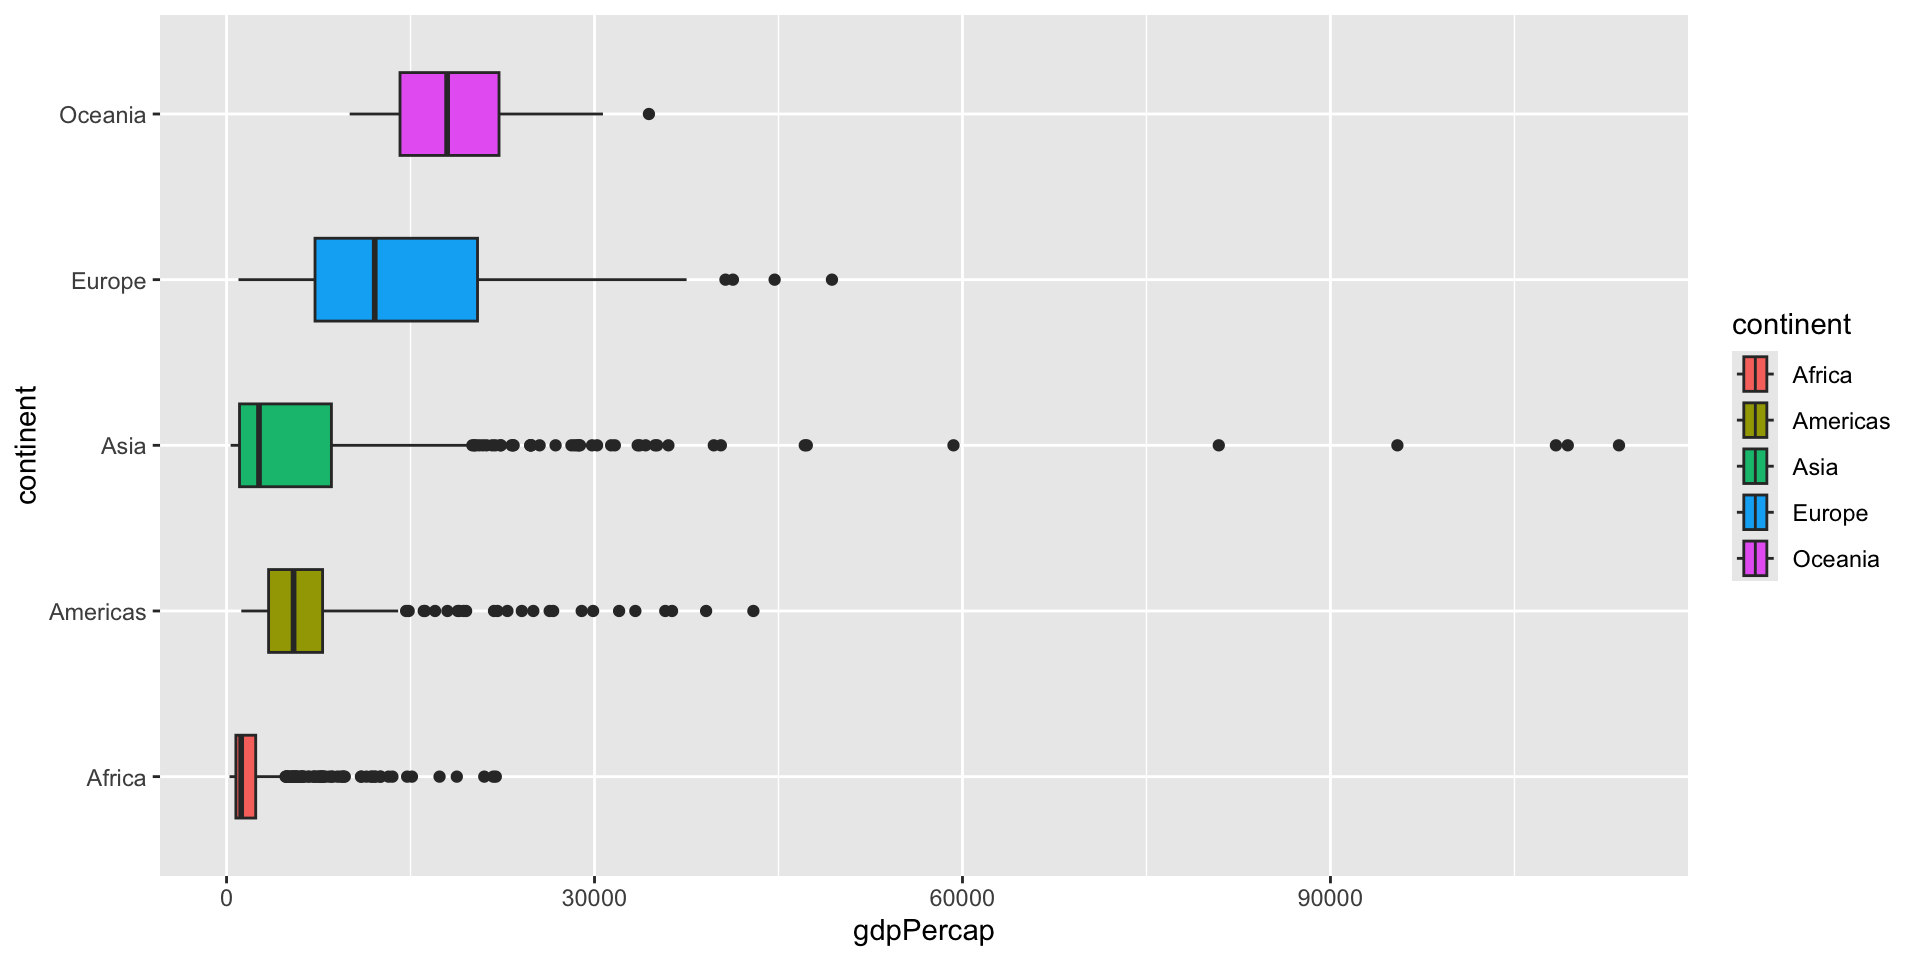 Oceania
Europe
Asia
Americas
Africa
continent
0 30000 60000 90000
gdpPercap
continent
Africa
Americas
Asia
Europe
Oceania